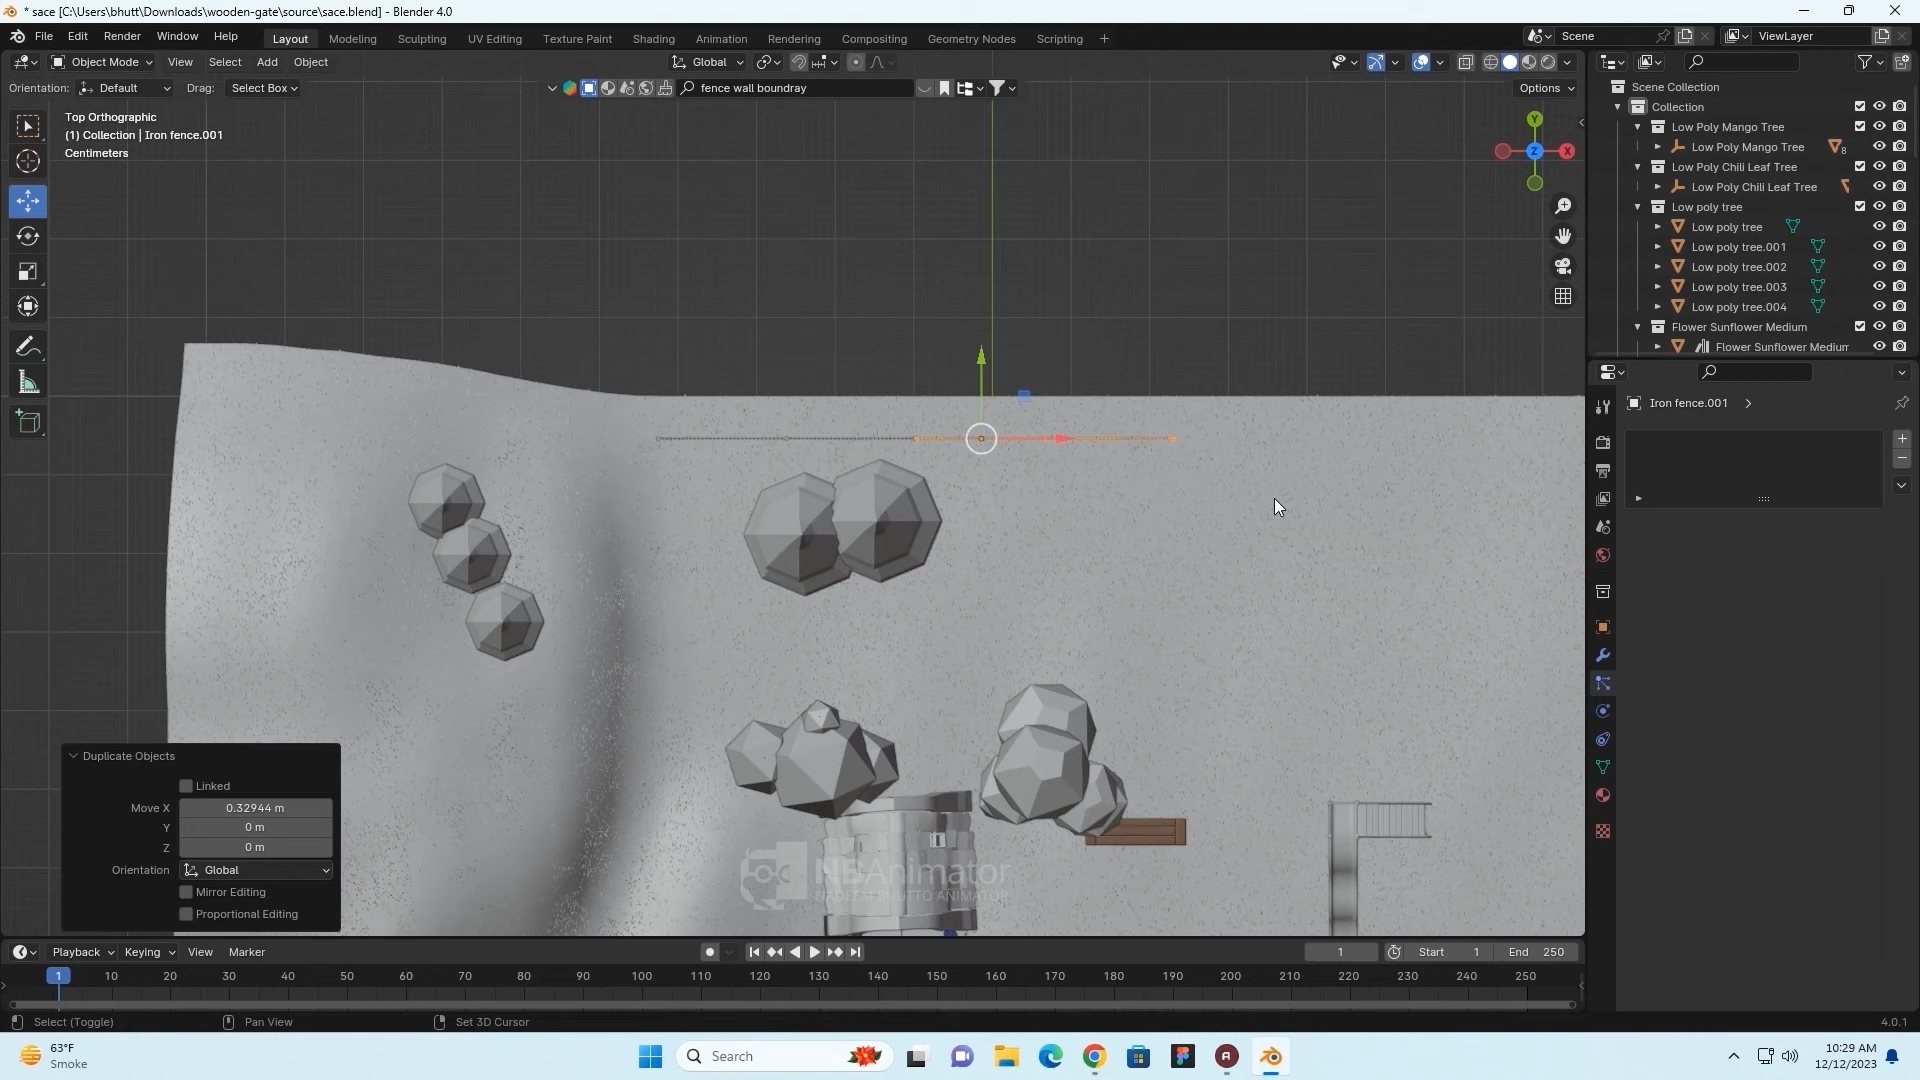 * sace [C:\Users\bhutt\Downloads\wooden-gate\source\sace.blend] - Blender 4.0
File Edit Render Window Help
Layout Modeling Sculpting UV Editing Texture Paint Shading Animation Rendering Compositing Geometry Nodes Scripting +
Scene
ViewLayer
Object Mode View Select Add Object
Global
Orientation: Default Drag: Select Box
fence wall boundray
Options
Top Orthographic
(1) Collection | Iron fence.001
Centimeters
Y
Z
X
Scene Collection
Collection
Low Poly Mango Tree
Low Poly Mango Tree 8
Low Poly Chili Leaf Tree
Low Poly Chili Leaf Tree
Low poly tree
Low poly tree
Low poly tree.001
Low poly tree.002
Low poly tree.003
Low poly tree.004
Flower Sunflower Medium
Flower Sunflower Medium
Iron fence.001
Duplicate Objects
Linked
Move X 0.32944 m
Y 0 m
Z 0 m
Orientation Global
Mirror Editing
Proportional Editing
NBAnimator
NADEEM BHUTTO ANIMATOR
Playback Keying View Marker
1 Start 1 End 250
1 10 20 30 40 50 60 70 80 90 100 110 120 130 140 150 160 170 180 190 200 210 220 230 240 250
Select (Toggle) Pan View Set 3D Cursor
4.0.1
63°F
Smoke
Search
10:29 AM
12/12/2023